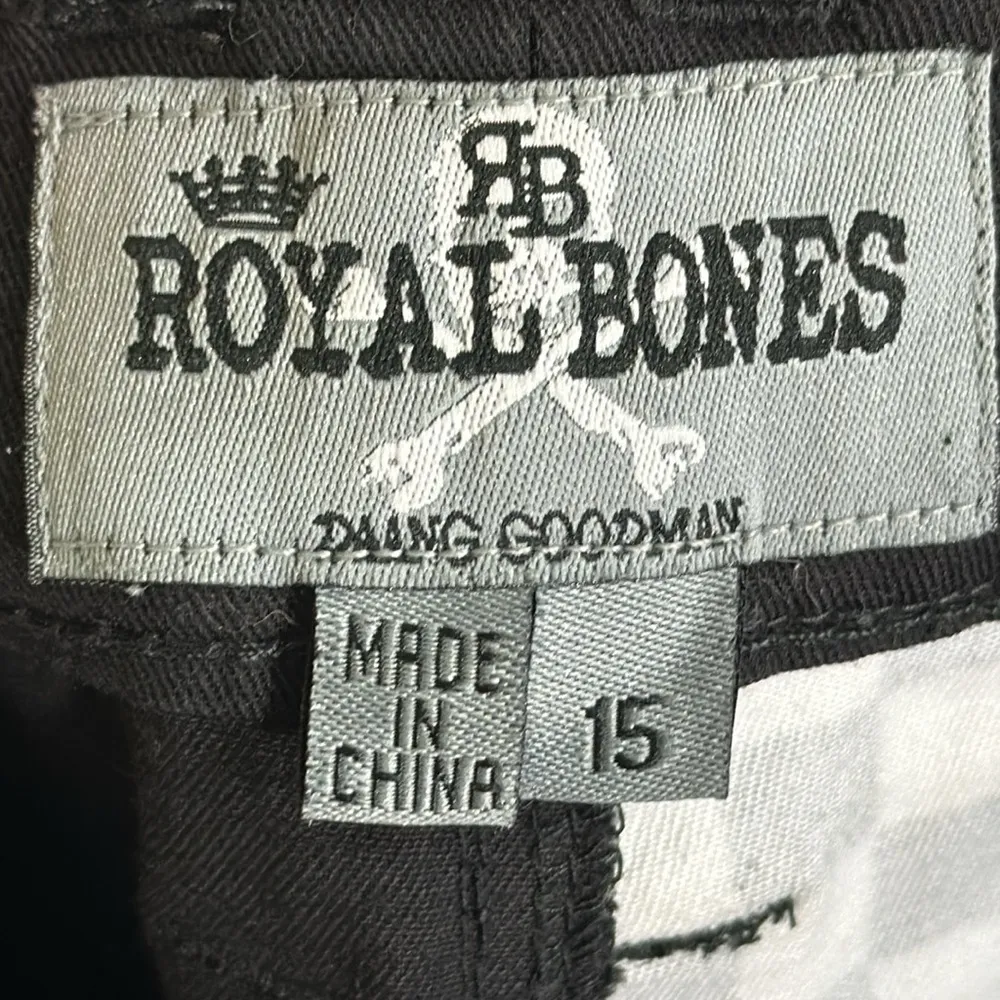 RB
ROYAL BONES
DAANG GOODMAN
MADE
IN
CHINA
15